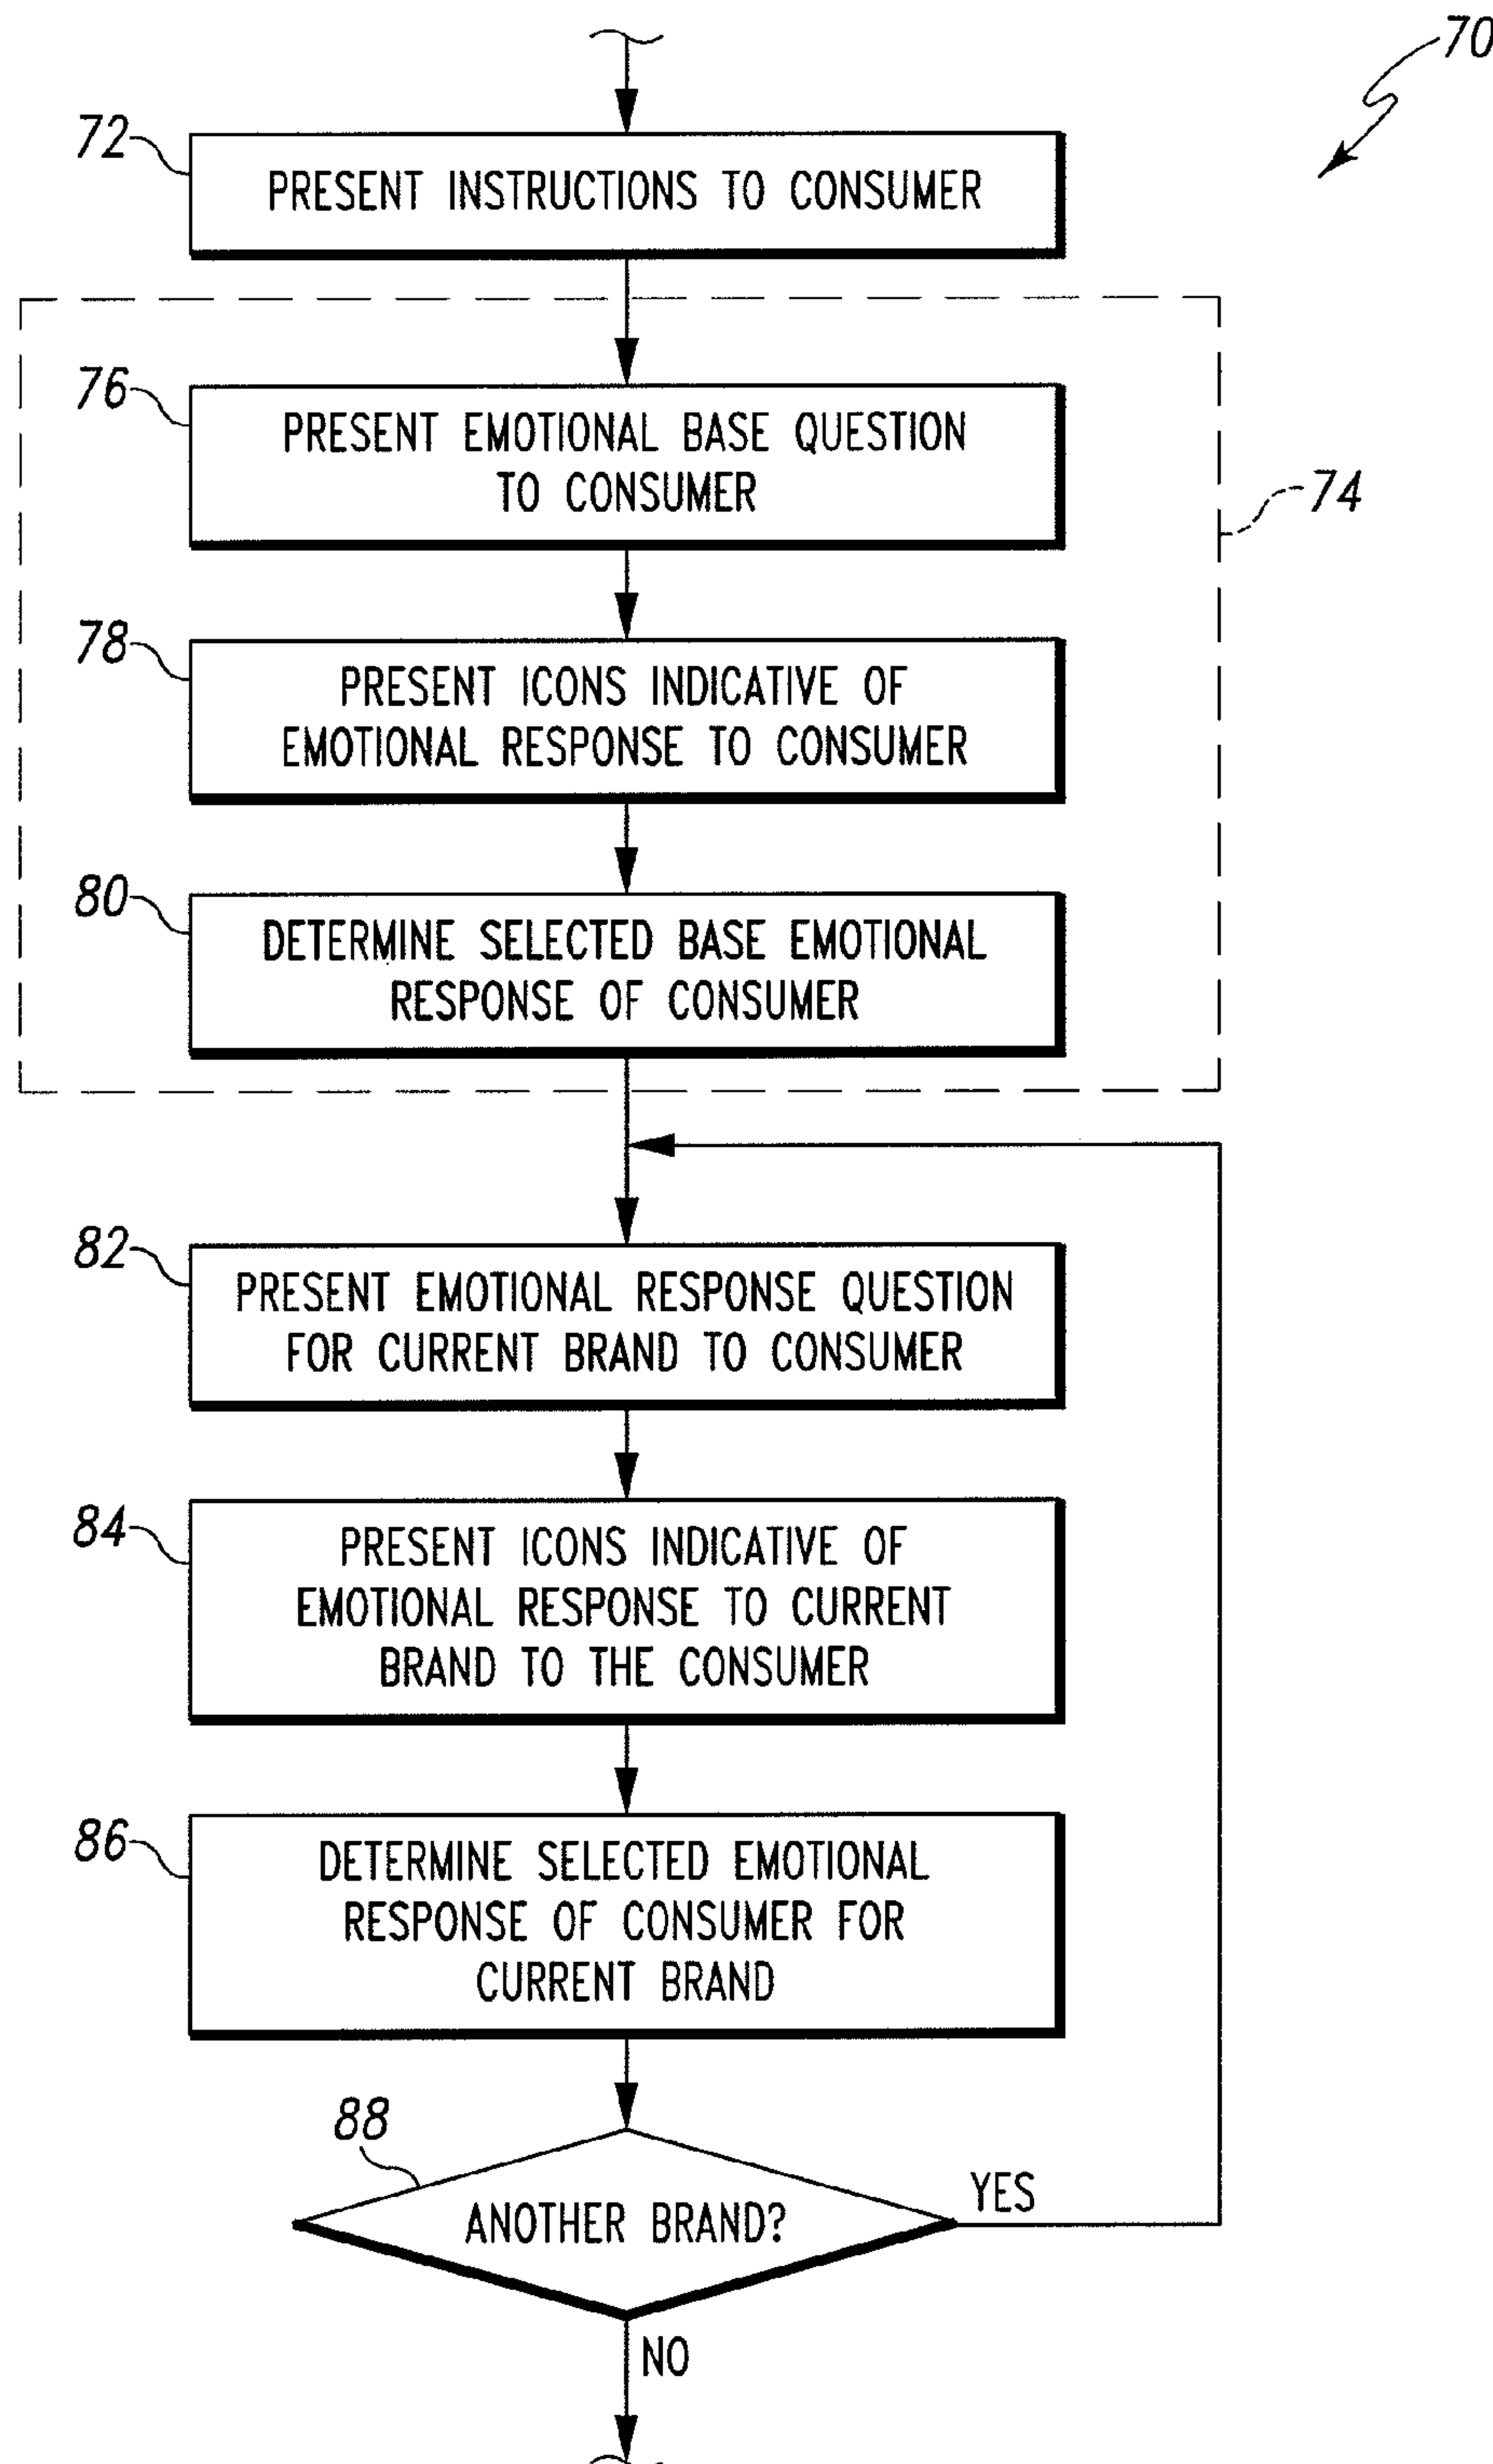 70
72
PRESENT INSTRUCTIONS TO CONSUMER
76
PRESENT EMOTIONAL BASE QUESTION
TO CONSUMER
74
78
PRESENT ICONS INDICATIVE OF
EMOTIONAL RESPONSE TO CONSUMER
80
DETERMINE SELECTED BASE EMOTIONAL
RESPONSE OF CONSUMER
82
PRESENT EMOTIONAL RESPONSE QUESTION
FOR CURRENT BRAND TO CONSUMER
84
PRESENT ICONS INDICATIVE OF
EMOTIONAL RESPONSE TO CURRENT
BRAND TO THE CONSUMER
86
DETERMINE SELECTED EMOTIONAL
RESPONSE OF CONSUMER FOR
CURRENT BRAND
88
ANOTHER BRAND?
YES
NO